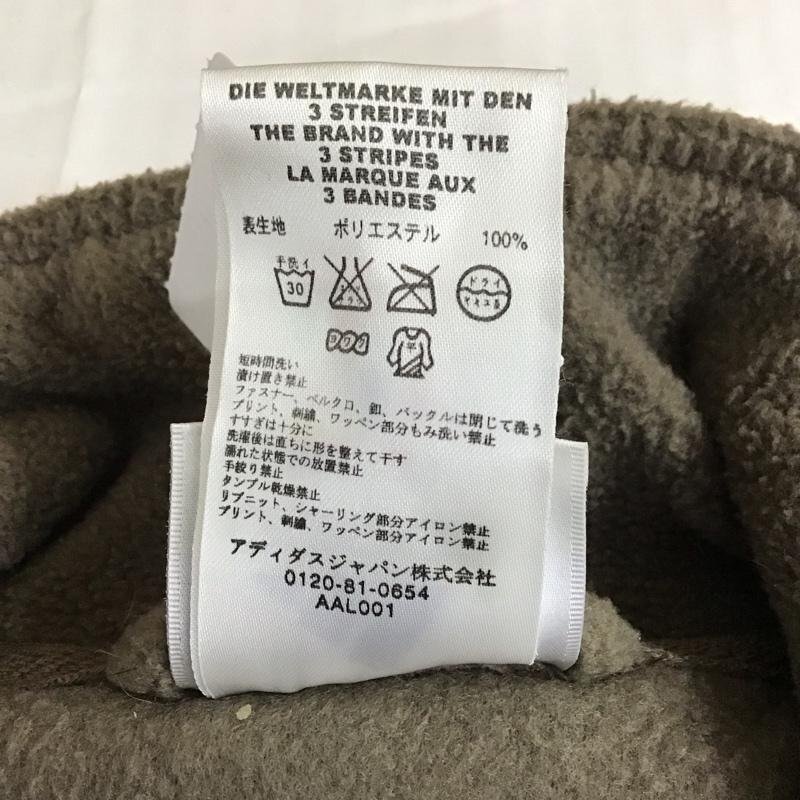 DIE WELTMARKE MIT DEN
3 STREIFEN
THE BRAND WITH THE
3 STRIPES
LA MARQUE AUX
3 BANDES
表生地 ポリエステル 100%
手洗イ
30
ドライ
ヨワク
平
短時間洗い
漬け置き禁止
ファスナー、ベルクロ、釦、バックルは閉じて洗う
プリント、刺繍、ワッペン部分もみ洗い禁止
すすぎは十分に
洗濯後は直ちに形を整えて干す
濡れた状態での放置禁止
手絞り禁止
タンブル乾燥禁止
リブニット、シャーリング部分アイロン禁止
プリント、刺繍、ワッペン部分アイロン禁止
アディダスジャパン株式会社
0120-81-0654
AAL001